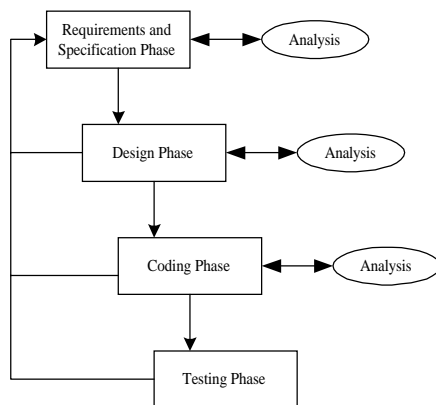 Requirements and
Specification Phase
Analysis
Design Phase
Analysis
Coding Phase
Analysis
Testing Phase